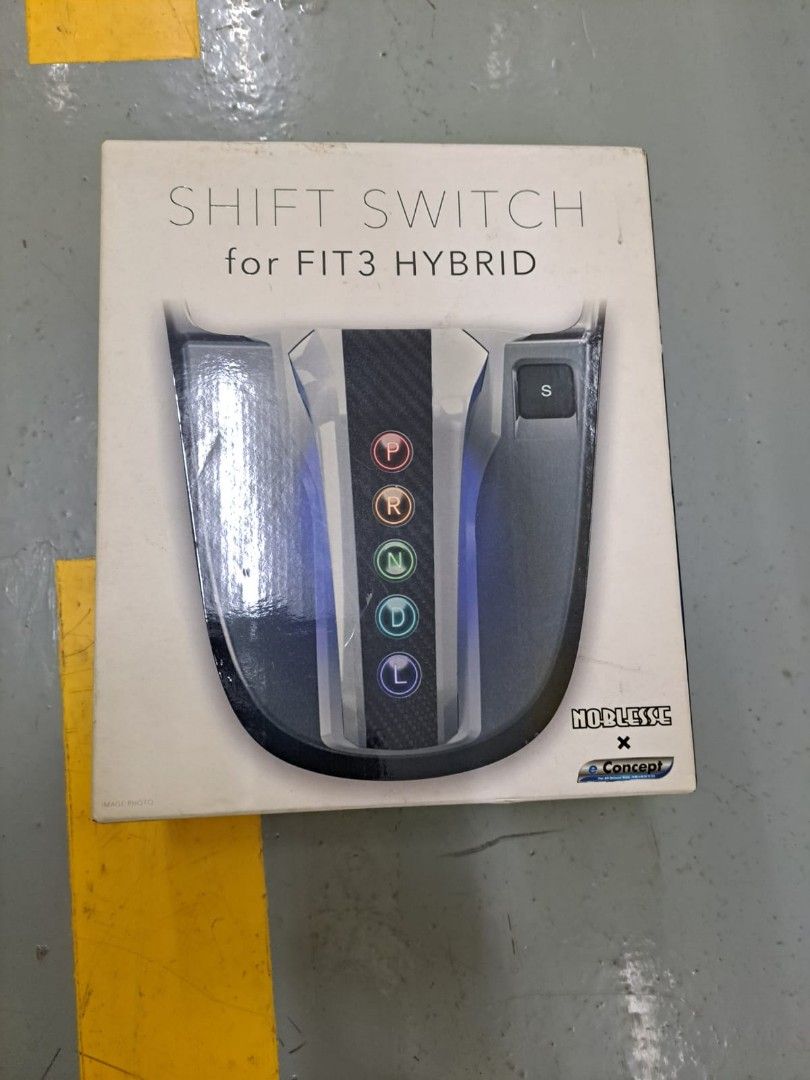 SHIFT SWITCH
for FIT3 HYBRID
S
P
R
N
D
L
NOBLESSE
×
e Concept
IMAGE PHOTO